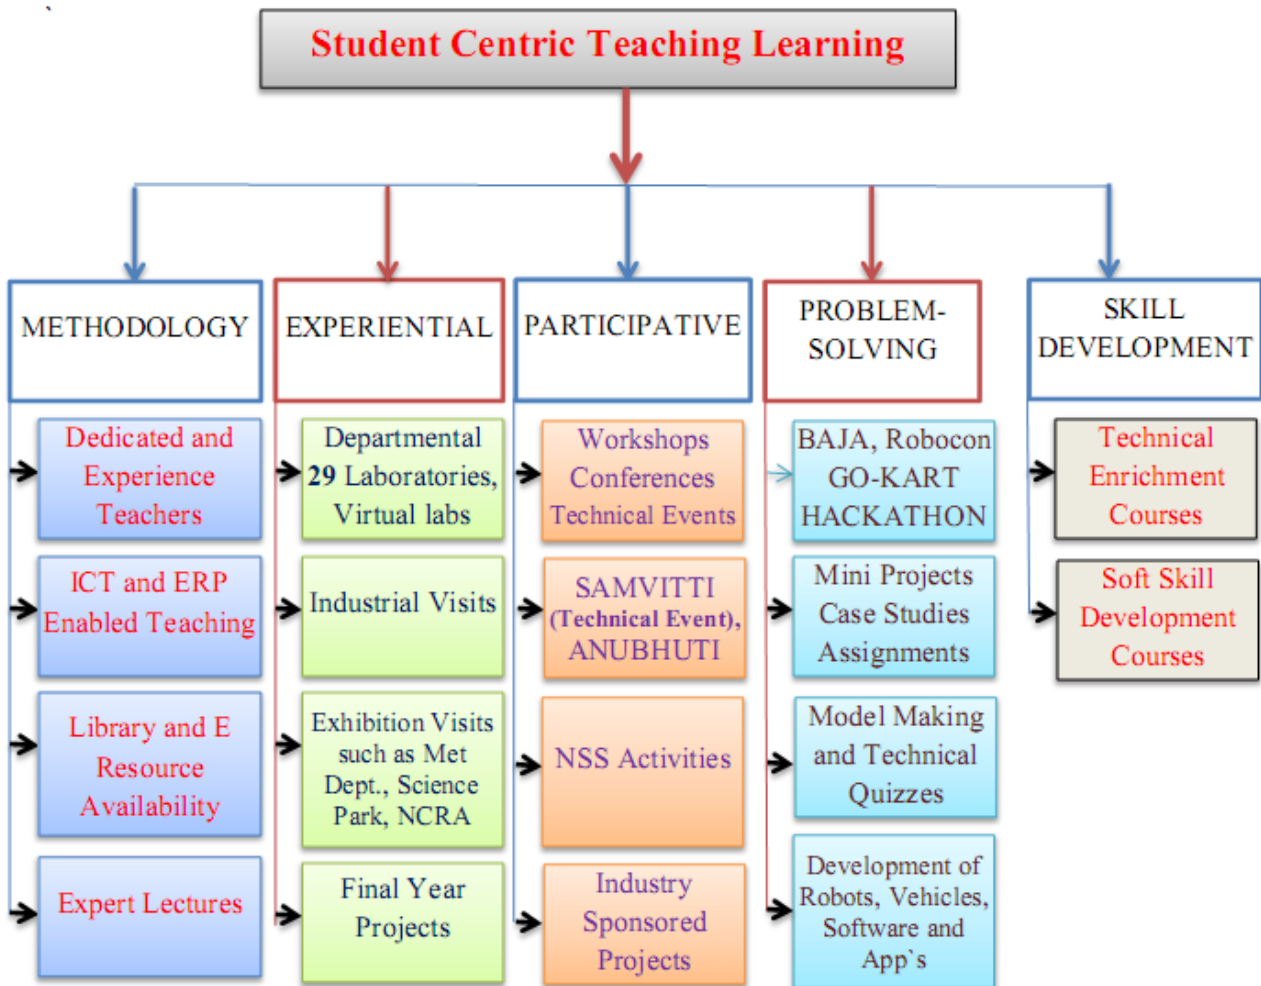 Student Centric Teaching Learning
METHODOLOGY
Dedicated and
Experience
Teachers
ICT and ERP
Enabled Teaching
Library and E
Resource
Availability
Expert Lectures
EXPERIENTIAL
Departmental
29 Laboratories,
Virtual labs
Industrial Visits
Exhibition Visits
such as Met
Dept., Science
Park, NCRA
Final Year
Projects
PARTICIPATIVE
Workshops
Conferences
Technical Events
SAMVITTI
(Technical Event),
ANUBHUTI
NSS Activities
Industry
Sponsored
Projects
PROBLEM-
SOLVING
BAJA, Robocon
GO-KART
HACKATHON
Mini Projects
Case Studies
Assignments
Model Making
and Technical
Quizzes
Development of
Robots, Vehicles,
Software and
App`s
SKILL
DEVELOPMENT
Technical
Enrichment
Courses
Soft Skill
Development
Courses